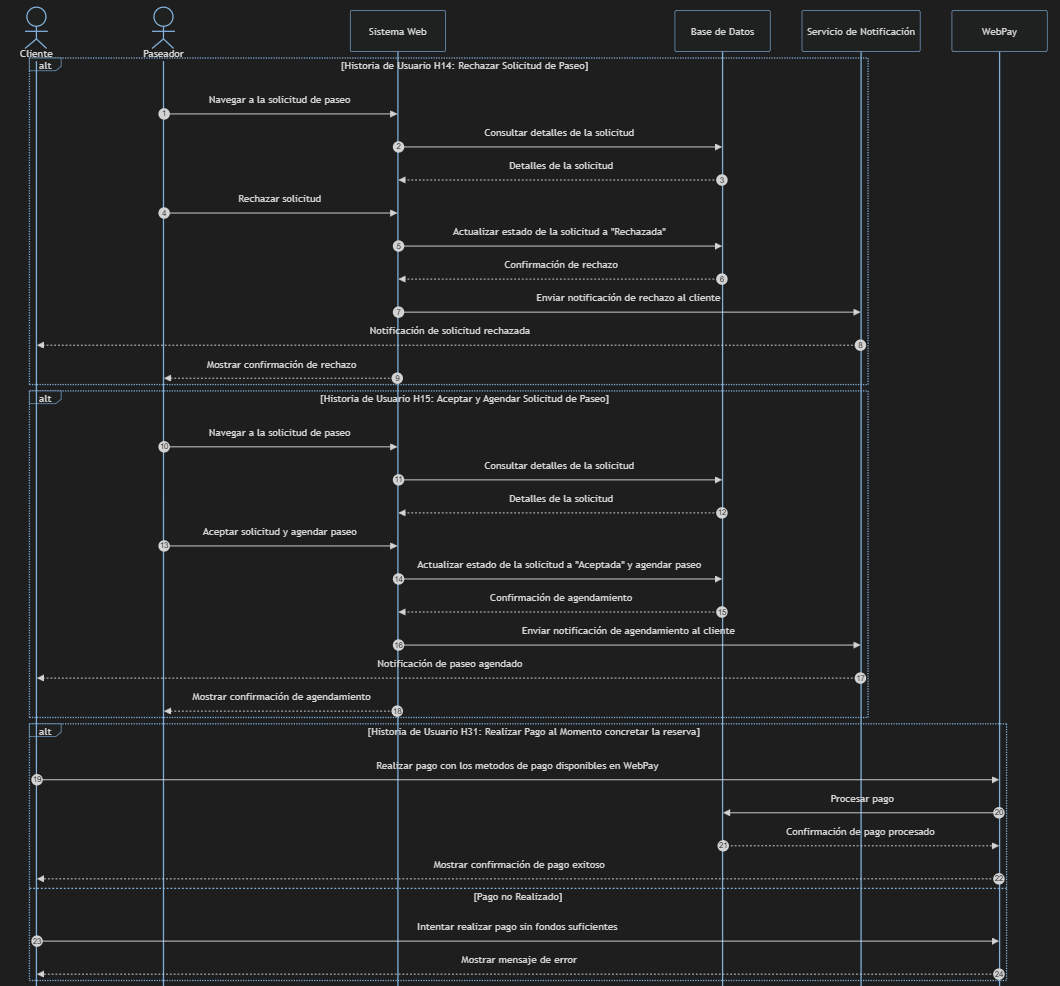 Cliente
Paseador
Sistema Web
Base de Datos
Servicio de Notificación
WebPay
alt
[Historia de Usuario H14: Rechazar Solicitud de Paseo]
Navegar a la solicitud de paseo
1
Consultar detalles de la solicitud
2
Detalles de la solicitud
3
Rechazar solicitud
4
Actualizar estado de la solicitud a "Rechazada"
5
Confirmación de rechazo
6
Enviar notificación de rechazo al cliente
7
Notificación de solicitud rechazada
8
Mostrar confirmación de rechazo
9
alt
[Historia de Usuario H15: Aceptar y Agendar Solicitud de Paseo]
Navegar a la solicitud de paseo
10
Consultar detalles de la solicitud
11
Detalles de la solicitud
12
Aceptar solicitud y agendar paseo
13
Actualizar estado de la solicitud a "Aceptada" y agendar paseo
14
Confirmación de agendamiento
15
Enviar notificación de agendamiento al cliente
16
Notificación de paseo agendado
17
Mostrar confirmación de agendamiento
18
alt
[Historia de Usuario H31: Realizar Pago al Momento concretar la reserva]
Realizar pago con los metodos de pago disponibles en WebPay
19
Procesar pago
20
Confirmación de pago procesado
21
Mostrar confirmación de pago exitoso
22
[Pago no Realizado]
Intentar realizar pago sin fondos suficientes
23
Mostrar mensaje de error
24